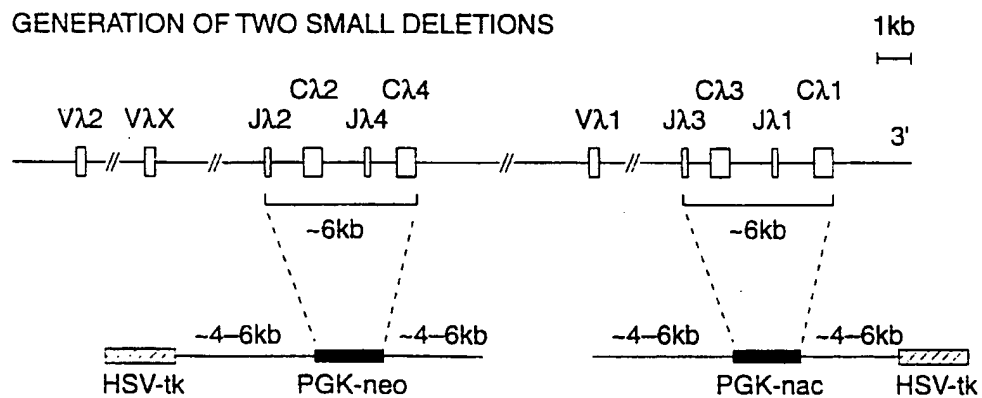 GENERATION OF TWO SMALL DELETIONS
1kb
Cλ2 Cλ4 Cλ3 Cλ1
Vλ2 VλX Jλ2 Jλ4 Vλ1 Jλ3 Jλ1 3'
~6kb ~6kb
~4–6kb ~4–6kb ~4–6kb ~4–6kb
HSV-tk PGK-neo PGK-nac HSV-tk